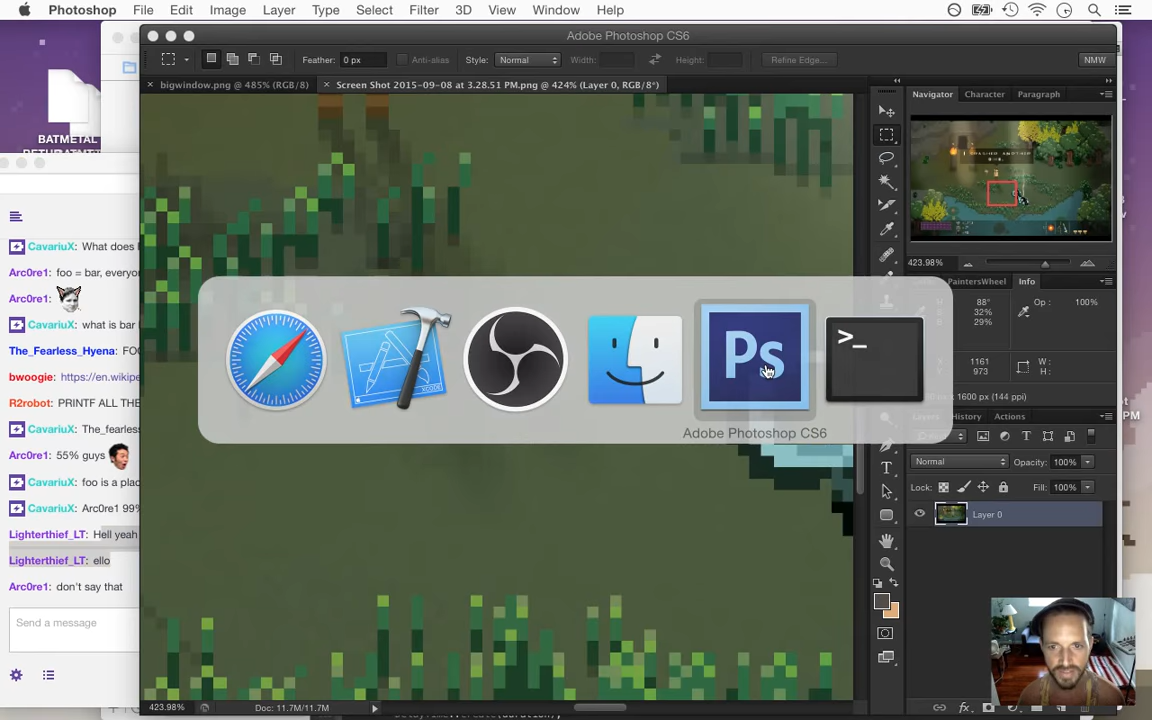 Photoshop File Edit Image Layer Type Select Filter 3D View Window Help
Adobe Photoshop CS6
Feather: 0 px Anti-alias Style: Normal Width: Height: Refine Edge... NMW
× bigwindow.png @ 485% (RGB/8) × Screen Shot 2015-09-08 at 3.28.51 PM.png @ 424% (Layer 0, RGB/8*)
BATMETAL
CavariuX: What does
Arc0re1: foo = bar, everyo
Arc0re1:
CavariuX: what is bar
The_Fearless_Hyena: FOO
bwoogie: https://en.wikipe
R2robot: PRINTF ALL THE
CavariuX: The_fearless
Arc0re1: 55% guys
CavariuX: foo is a plac
CavariuX: Arc0re1 99%
Lighterthief_LT: Hell yeah
Lighterthief_LT: ello
Arc0re1: don't say that
Send a message
Navigator Character Paragraph
423.98%
PaintersWheel Info
H: 88°
S: 32%
B: 29%
Op: 100%
1161
973
W:
H:
1600 px (144 ppi)
Layers History Actions
Normal Opacity: 100%
Lock: Fill: 100%
Layer 0
Ps
>_
XCODE
Adobe Photoshop CS6
423.98% Doc: 11.7M/11.7M